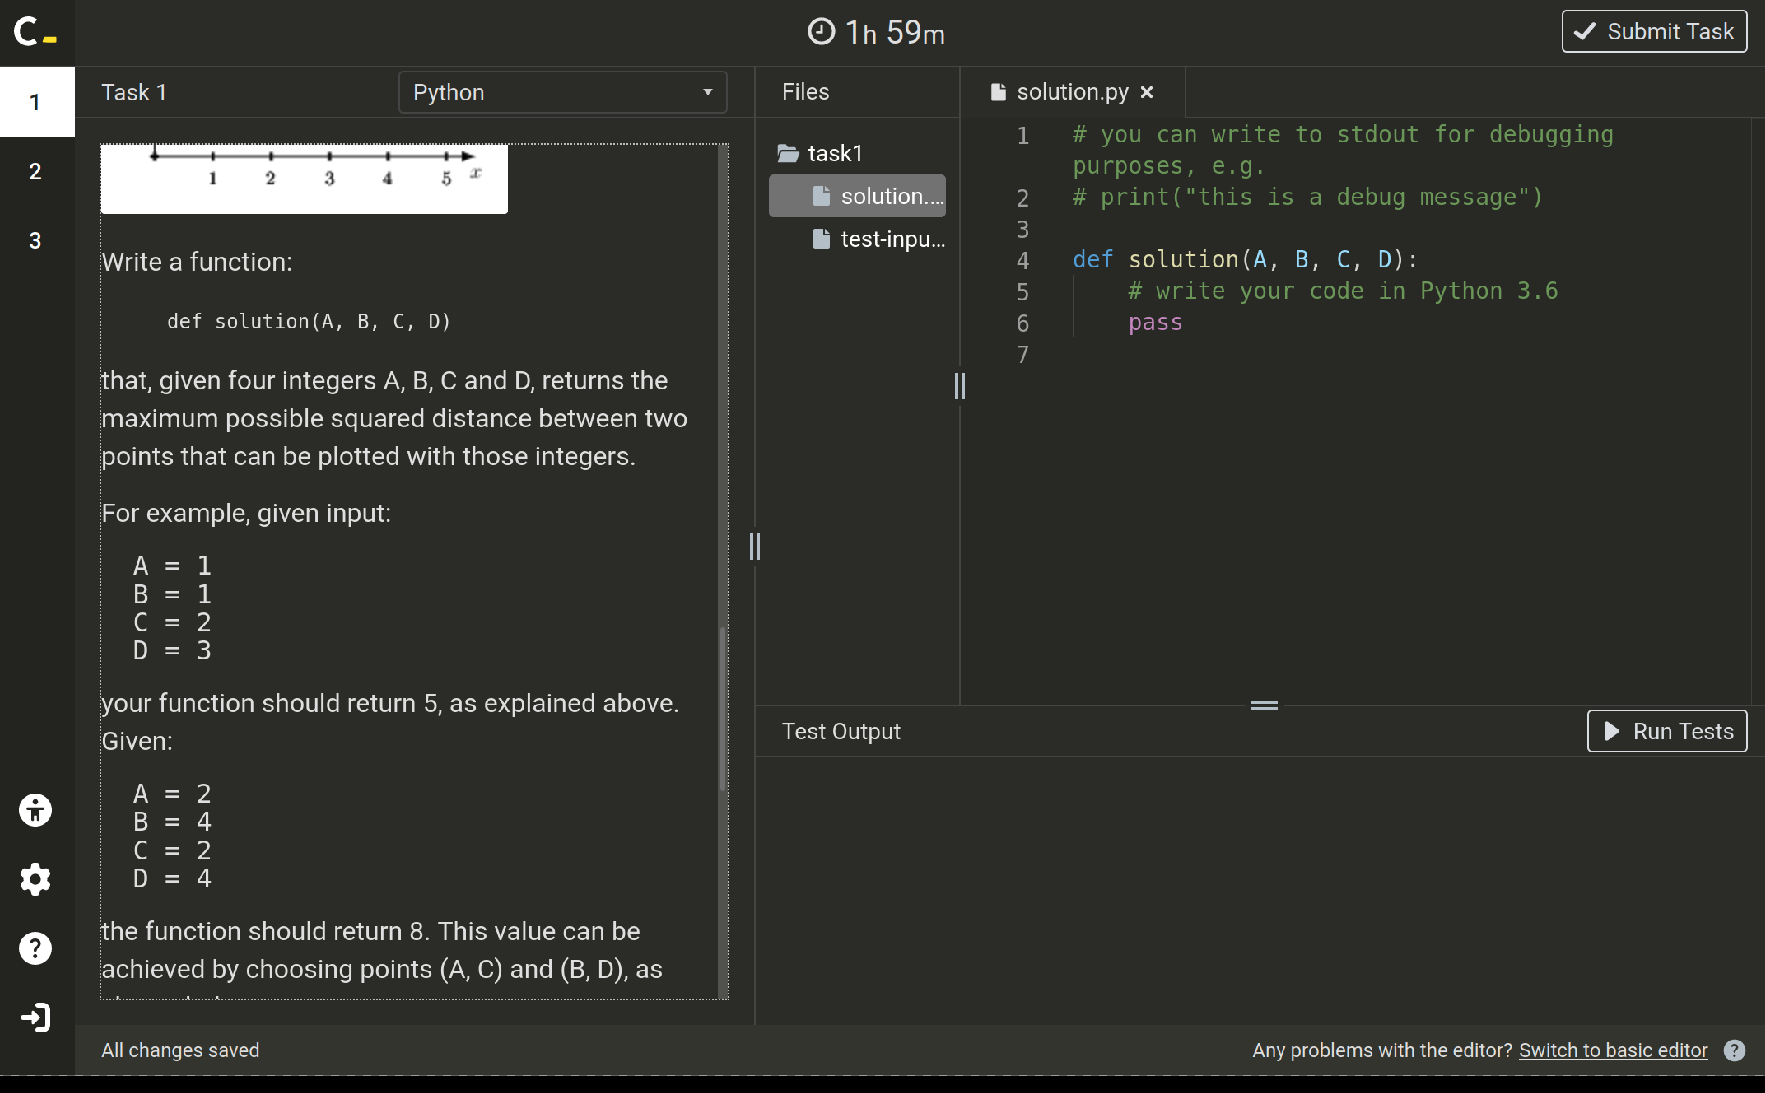 C_
1h 59m
Submit Task
1
2
3
Task 1
Python
1 2 3 4 5 x
Write a function:
def solution(A, B, C, D)
that, given four integers A, B, C and D, returns the
maximum possible squared distance between two
points that can be plotted with those integers.
For example, given input:
A = 1
B = 1
C = 2
D = 3
your function should return 5, as explained above.
Given:
A = 2
B = 4
C = 2
D = 4
the function should return 8. This value can be
achieved by choosing points (A, C) and (B, D), as
Files
task1
solution....
test-inpu...
solution.py ×
1 # you can write to stdout for debugging
purposes, e.g.
2 # print("this is a debug message")
3
4 def solution(A, B, C, D):
5 # write your code in Python 3.6
6 pass
7
Test Output
Run Tests
All changes saved
Any problems with the editor? Switch to basic editor ?